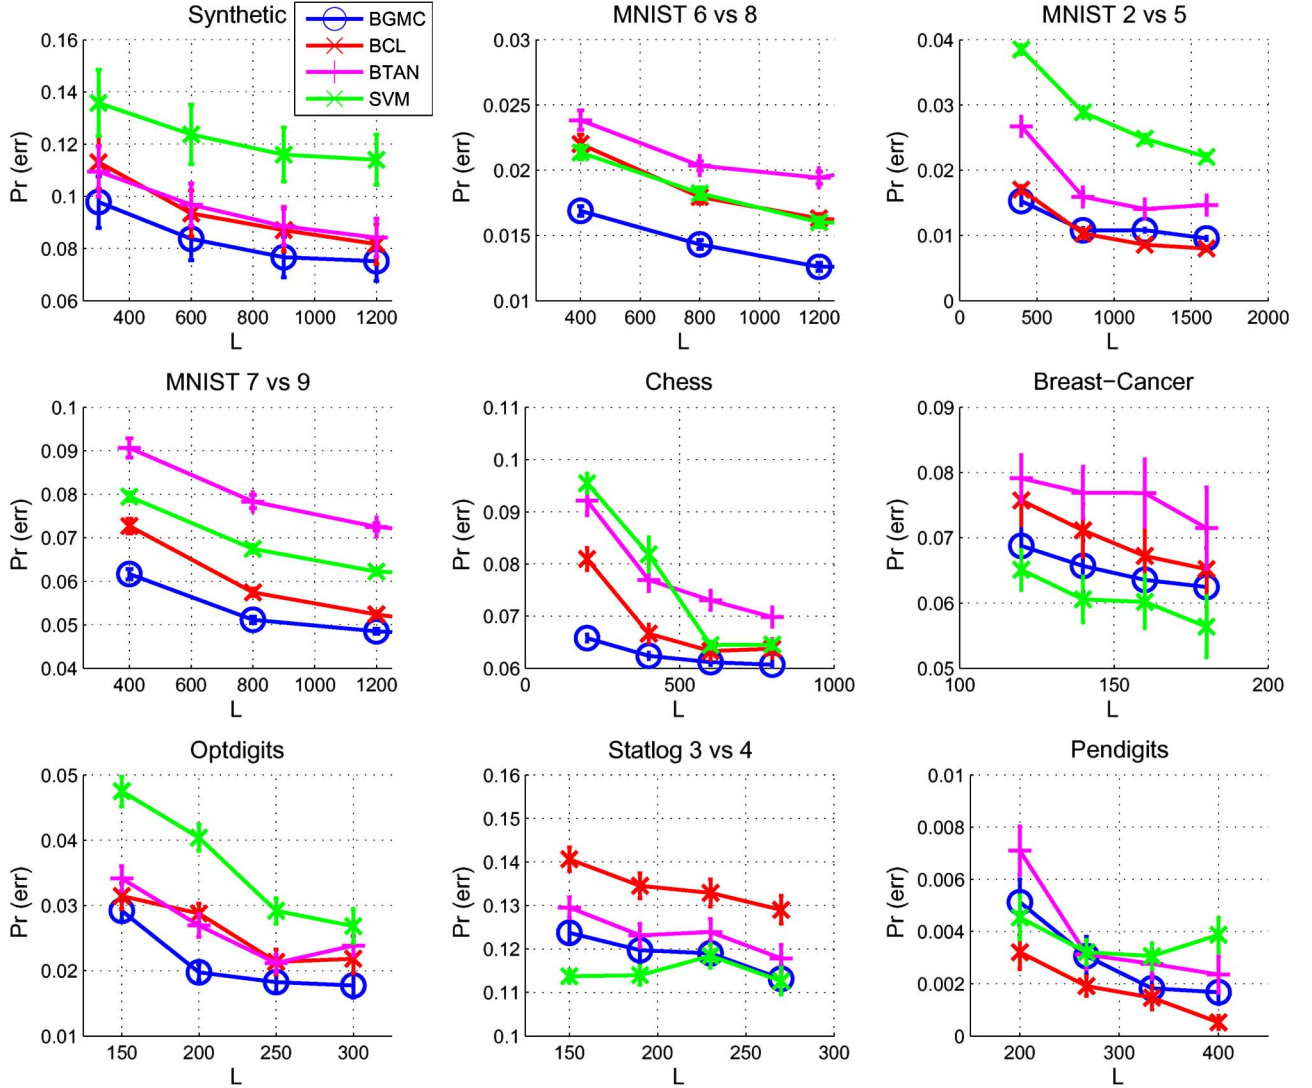 Synthetic
BGMC
BCL
BTAN
SVM
Pr (err)
0.16
0.14
0.12
0.1
0.08
0.06
400 600 800 1000 1200
L
MNIST 6 vs 8
Pr (err)
0.03
0.025
0.02
0.015
0.01
400 600 800 1000 1200
L
MNIST 2 vs 5
Pr (err)
0.04
0.03
0.02
0.01
0
0 500 1000 1500 2000
L
MNIST 7 vs 9
Pr (err)
0.1
0.09
0.08
0.07
0.06
0.05
0.04
400 600 800 1000 1200
L
Chess
Pr (err)
0.11
0.1
0.09
0.08
0.07
0.06
0 500 1000
L
Breast−Cancer
Pr (err)
0.09
0.08
0.07
0.06
0.05
100 150 200
L
Optdigits
Pr (err)
0.05
0.04
0.03
0.02
0.01
150 200 250 300
L
Statlog 3 vs 4
Pr (err)
0.16
0.15
0.14
0.13
0.12
0.11
0.1
150 200 250 300
L
Pendigits
Pr (err)
0.01
0.008
0.006
0.004
0.002
0
200 250 300 350 400
L